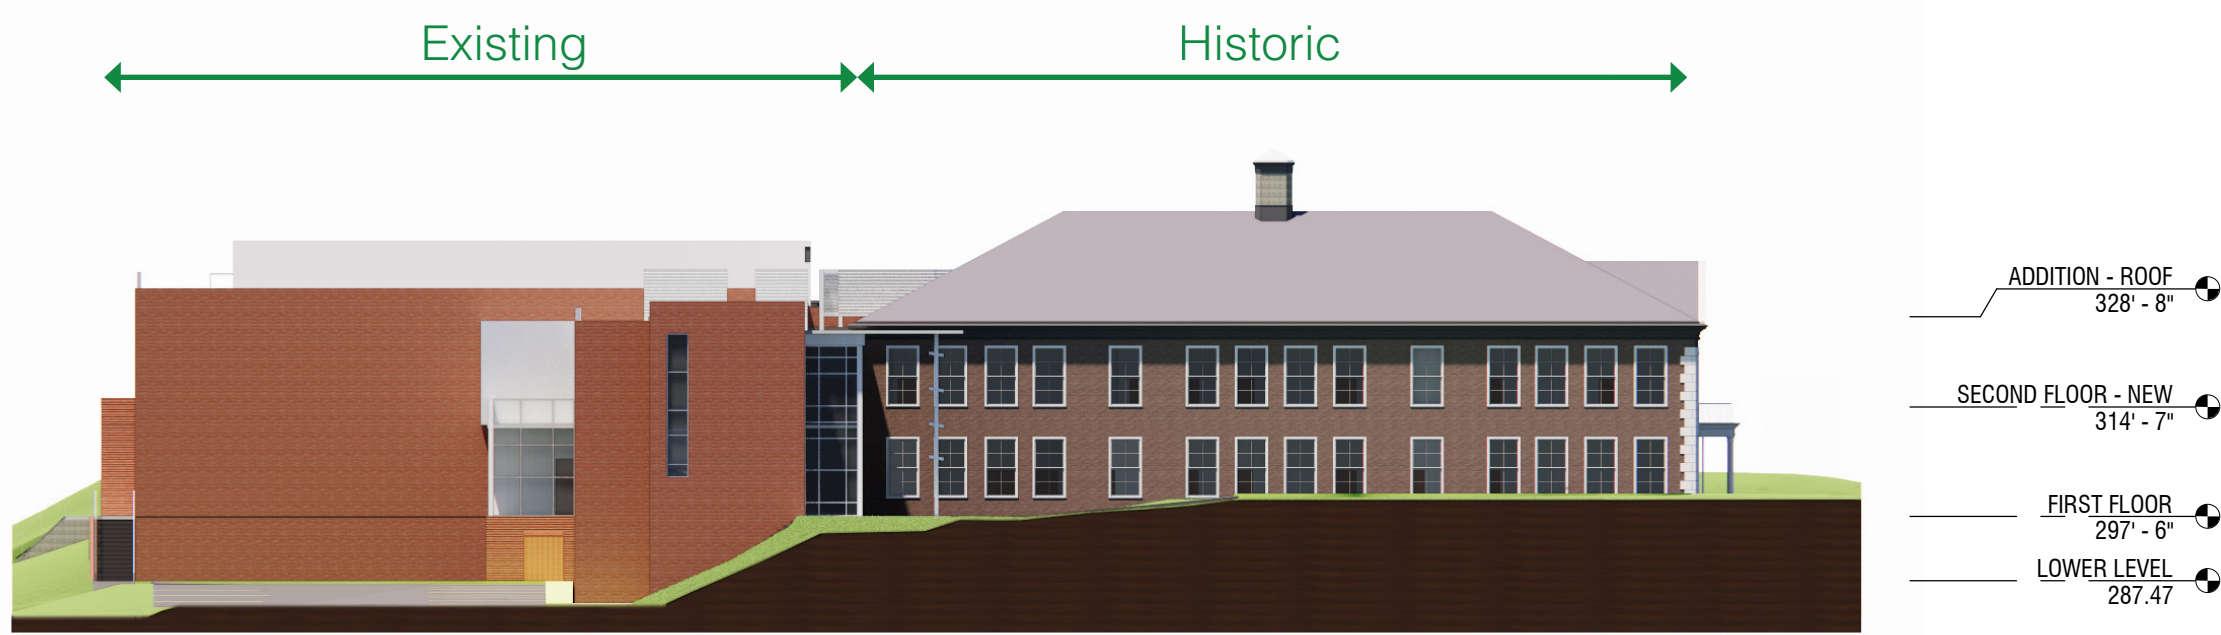 Existing
Historic
ADDITION - ROOF
328' - 8"
SECOND FLOOR - NEW
314' - 7"
FIRST FLOOR
297' - 6"
LOWER LEVEL
287.47